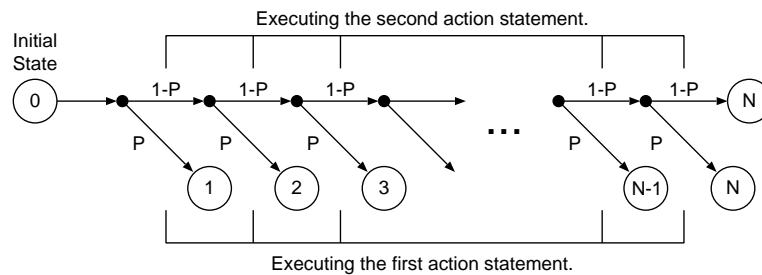 Executing the second action statement.
Initial
State
0
1-P
1-P
1-P
1-P
1-P
N
P
P
P
...
P
P
1
2
3
N-1
N
Executing the first action statement.